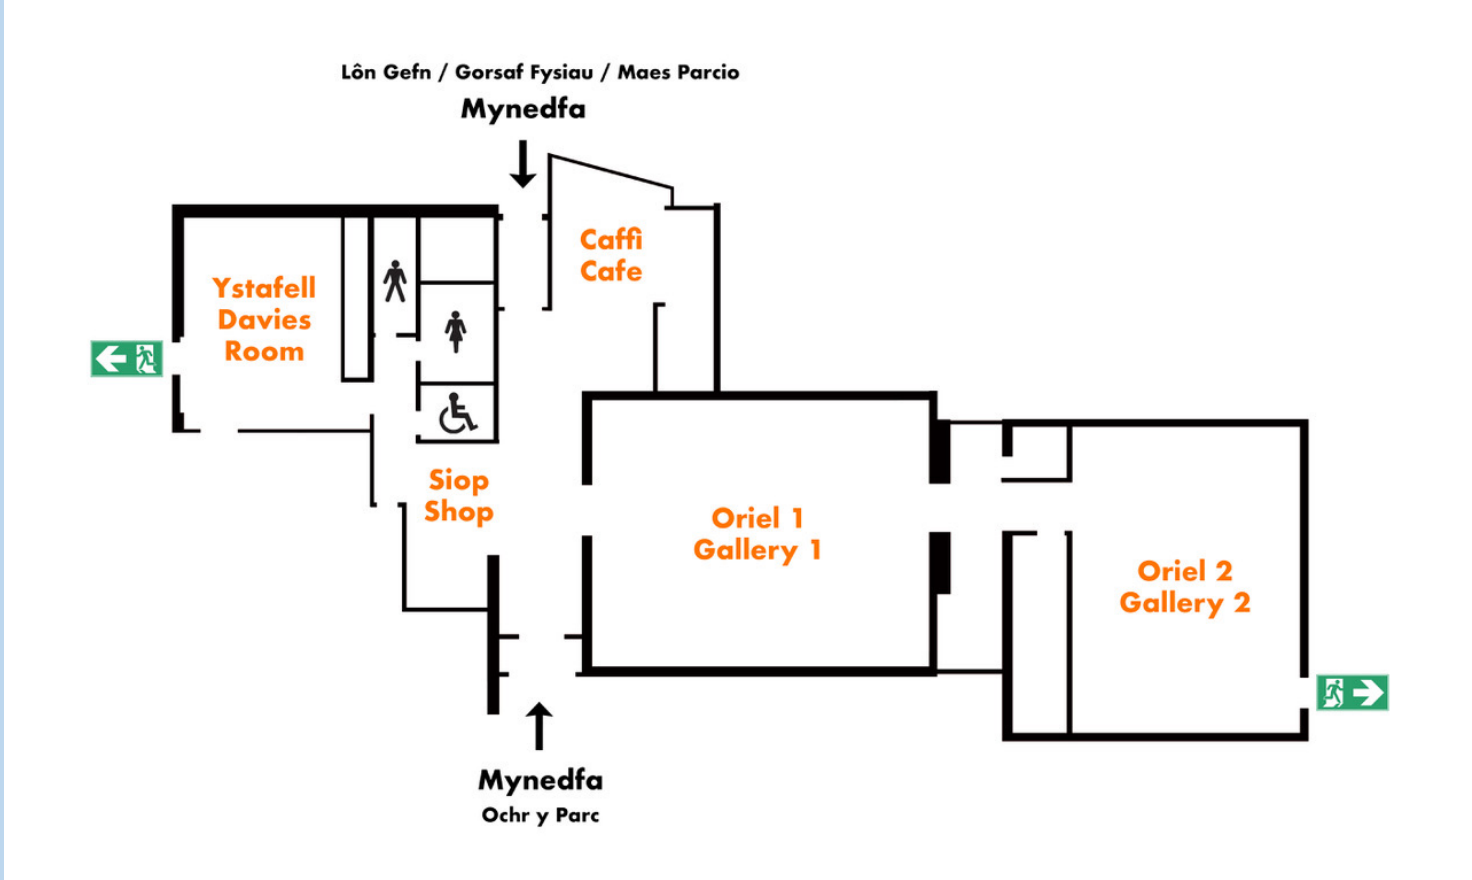 Lôn Gefn / Gorsaf Fysiau / Maes Parcio
Mynedfa
Caffi
Cafe
Ystafell
Davies
Room
Siop
Shop
Oriel 1
Gallery 1
Oriel 2
Gallery 2
Mynedfa
Ochr y Parc